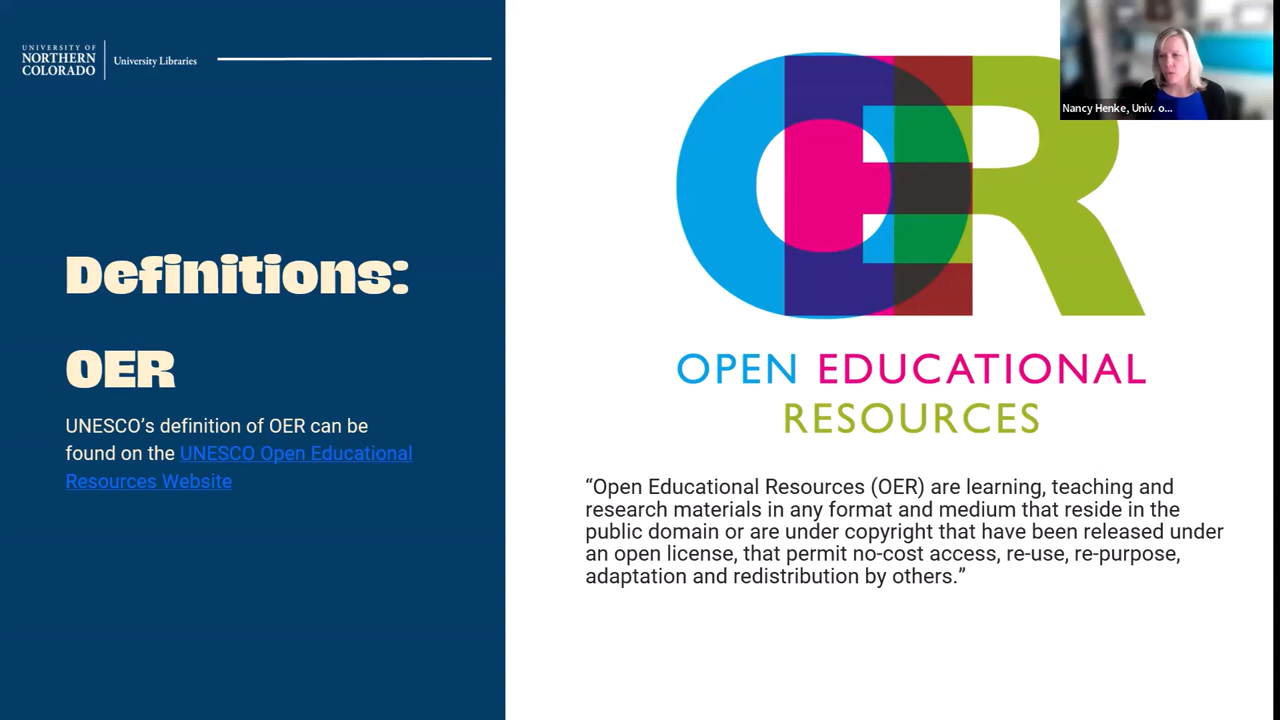 UNIVERSITY OF
NORTHERN
COLORADO
University Libraries
Definitions:
OER
UNESCO’s definition of OER can be
found on the UNESCO Open Educational
Resources Website
OER
OPEN EDUCATIONAL
RESOURCES
“Open Educational Resources (OER) are learning, teaching and
research materials in any format and medium that reside in the
public domain or are under copyright that have been released under
an open license, that permit no-cost access, re-use, re-purpose,
adaptation and redistribution by others.”
Nancy Henke, Univ. o...